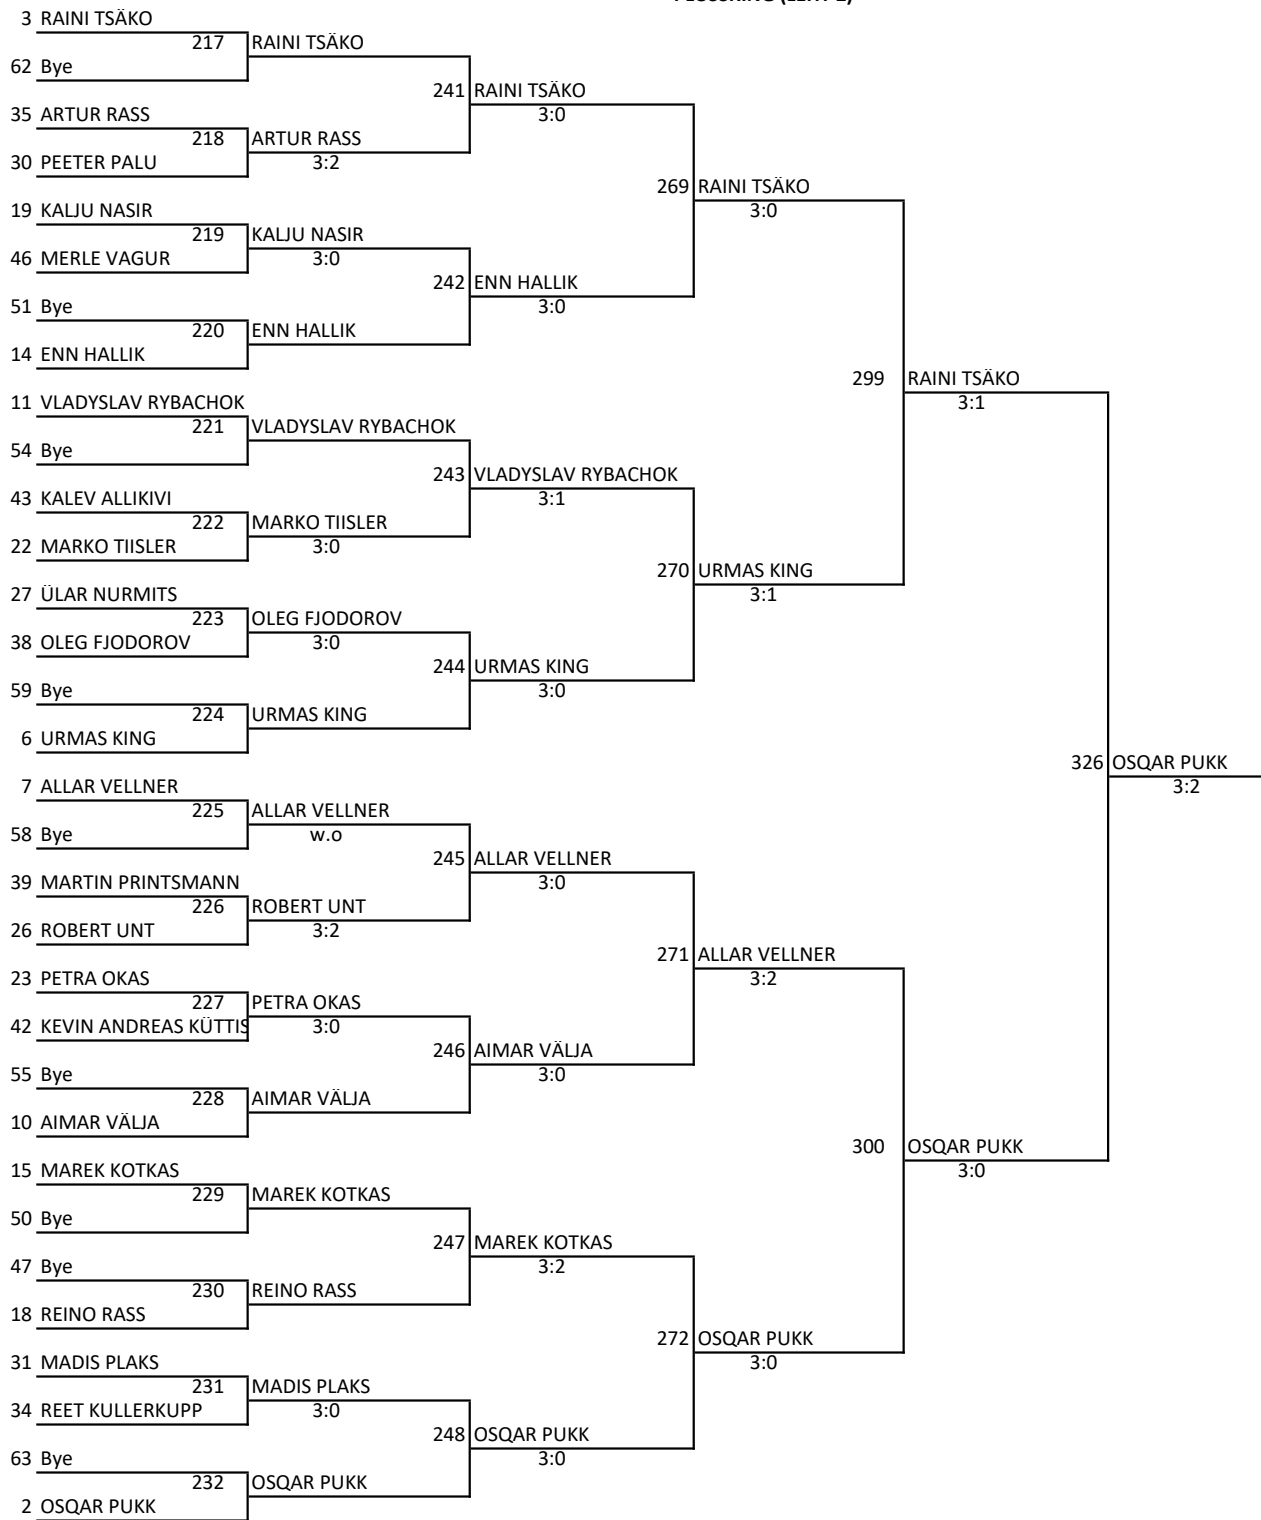 3 RAINI TSÄKO
217 RAINI TSÄKO
62 Bye
241 RAINI TSÄKO
3:0
35 ARTUR RASS
218 ARTUR RASS
3:2
30 PEETER PALU
269 RAINI TSÄKO
3:0
19 KALJU NASIR
219 KALJU NASIR
3:0
46 MERLE VAGUR
242 ENN HALLIK
3:0
51 Bye
220 ENN HALLIK
14 ENN HALLIK
299 RAINI TSÄKO
3:1
11 VLADYSLAV RYBACHOK
221 VLADYSLAV RYBACHOK
54 Bye
243 VLADYSLAV RYBACHOK
3:1
43 KALEV ALLIKIVI
222 MARKO TIISLER
3:0
22 MARKO TIISLER
270 URMAS KING
3:1
27 ÜLAR NURMITS
223 OLEG FJODOROV
3:0
38 OLEG FJODOROV
244 URMAS KING
3:0
59 Bye
224 URMAS KING
6 URMAS KING
326 OSQAR PUKK
3:2
7 ALLAR VELLNER
225 ALLAR VELLNER
w.o
58 Bye
245 ALLAR VELLNER
3:0
39 MARTIN PRINTSMANN
226 ROBERT UNT
3:2
26 ROBERT UNT
271 ALLAR VELLNER
3:2
23 PETRA OKAS
227 PETRA OKAS
3:0
42 KEVIN ANDREAS KÜTTIS
246 AIMAR VÄLJA
3:0
55 Bye
228 AIMAR VÄLJA
10 AIMAR VÄLJA
300 OSQAR PUKK
3:0
15 MAREK KOTKAS
229 MAREK KOTKAS
50 Bye
247 MAREK KOTKAS
3:2
47 Bye
230 REINO RASS
18 REINO RASS
272 OSQAR PUKK
3:0
31 MADIS PLAKS
231 MADIS PLAKS
3:0
34 REET KULLERKUPP
248 OSQAR PUKK
3:0
63 Bye
232 OSQAR PUKK
2 OSQAR PUKK